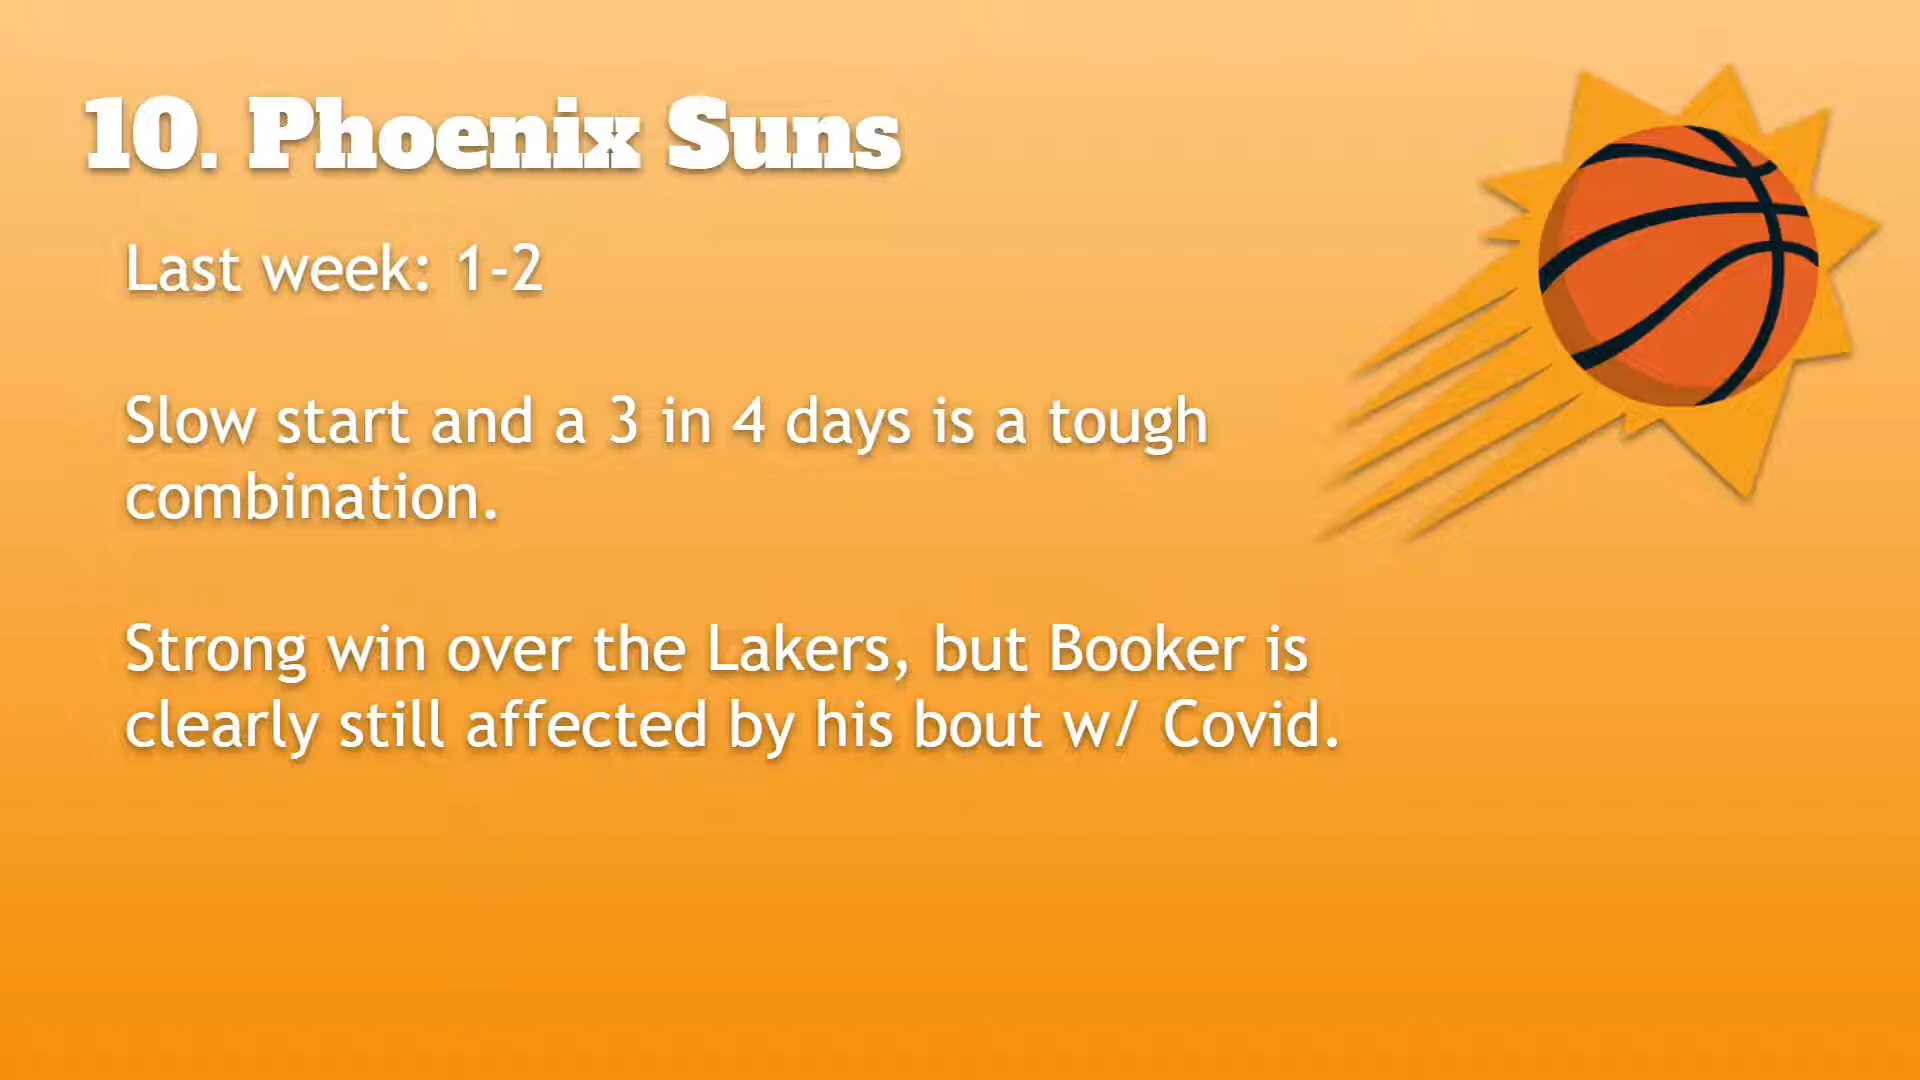 10. Phoenix Suns
Last week: 1-2
Slow start and a 3 in 4 days is a tough
combination.
Strong win over the Lakers, but Booker is
clearly still affected by his bout w/ Covid.